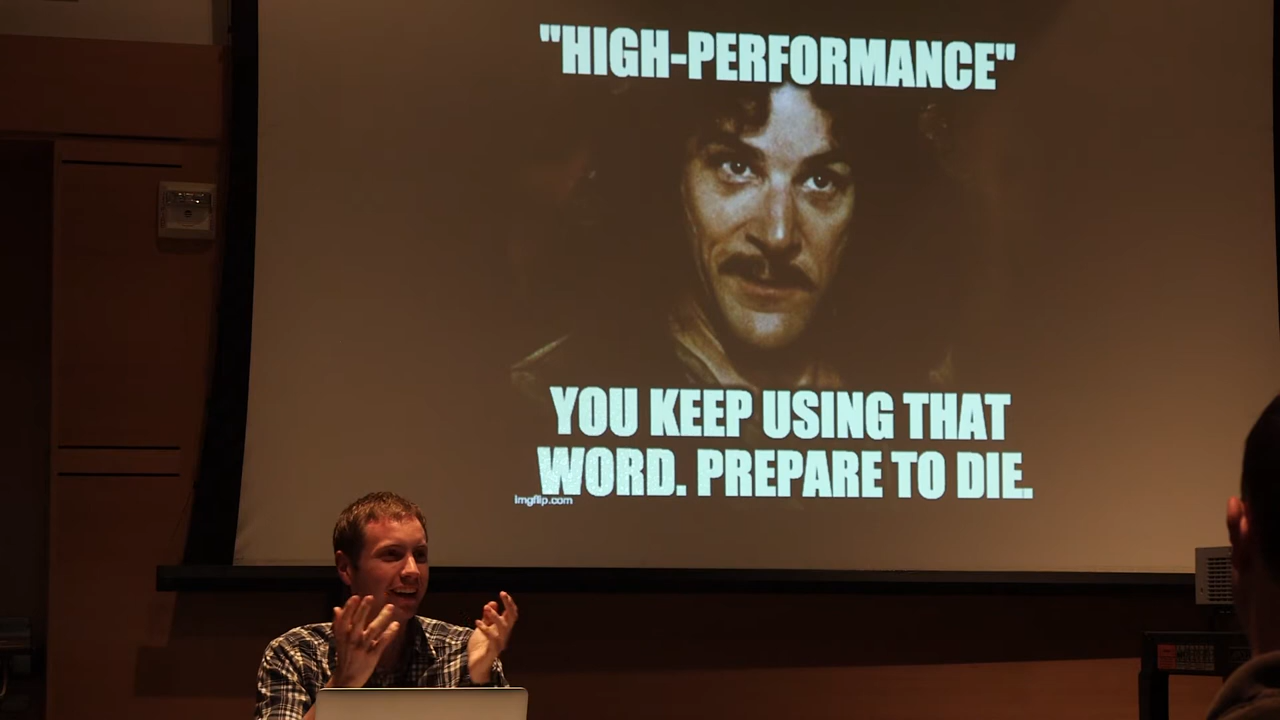 "HIGH-PERFORMANCE"
YOU KEEP USING THAT
WORD. PREPARE TO DIE.
imgflip.com